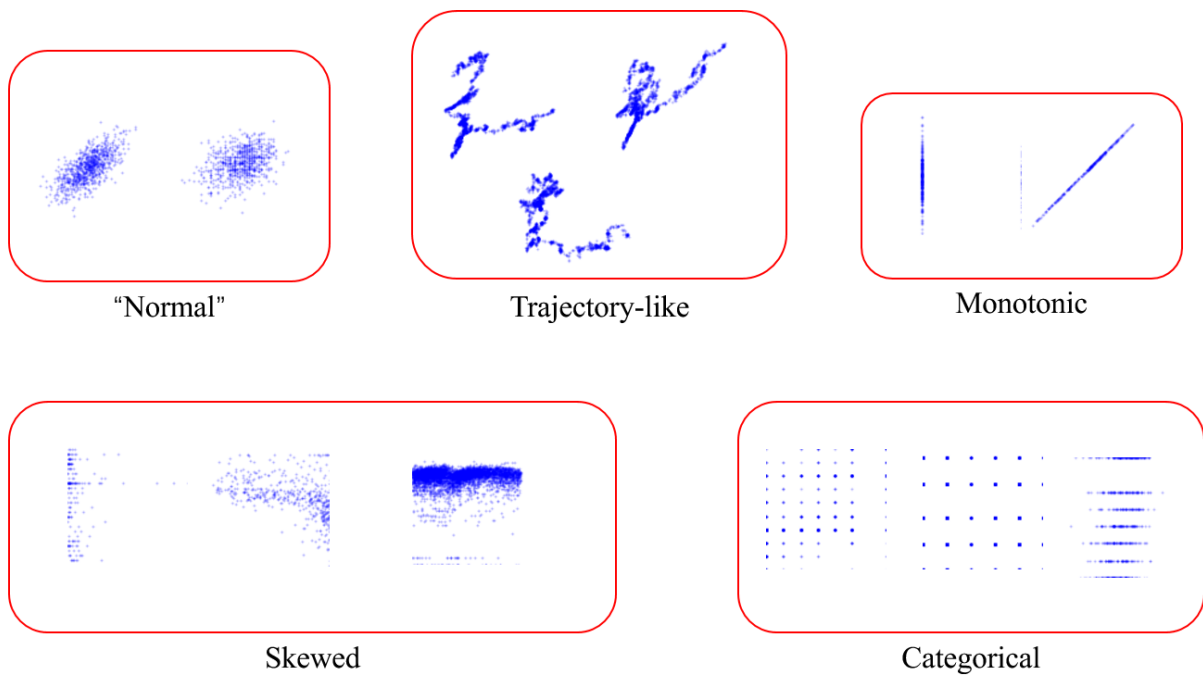 “Normal”
Trajectory-like
Monotonic
Skewed
Categorical